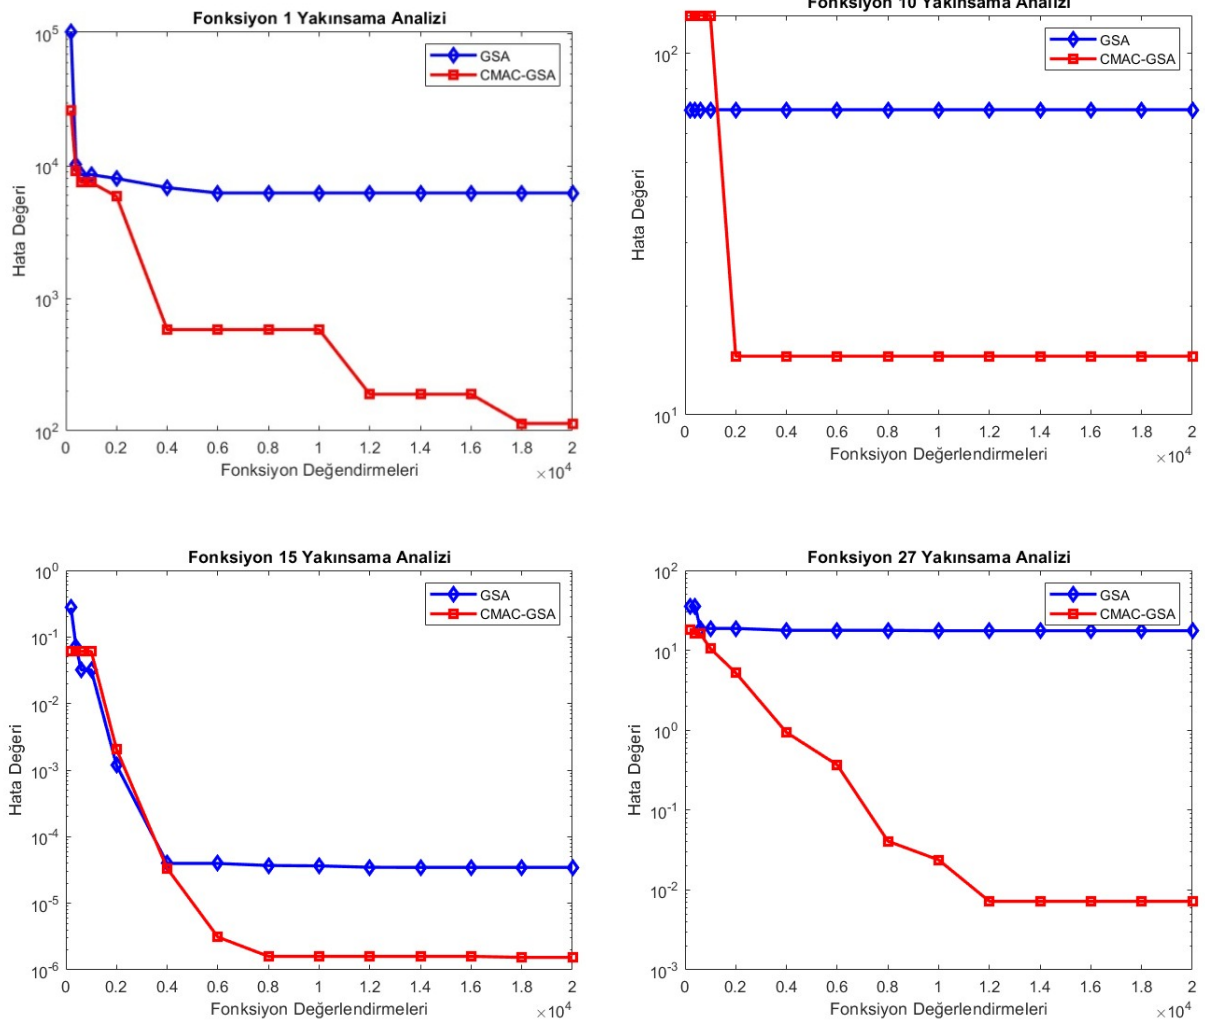 Fonksiyon 1 Yakınsama Analizi
10^5
10^4
10^3
10^2
Hata Değeri
GSA
CMAC-GSA
0 0.2 0.4 0.6 0.8 1 1.2 1.4 1.6 1.8 2
Fonksiyon Değendirmeleri
×10^4
Fonksiyon 10 Yakınsama Analizi
10^2
10^1
Hata Değeri
GSA
CMAC-GSA
0 0.2 0.4 0.6 0.8 1 1.2 1.4 1.6 1.8 2
Fonksiyon Değerlendirmeleri
×10^4
Fonksiyon 15 Yakınsama Analizi
10^0
10^-1
10^-2
10^-3
10^-4
10^-5
10^-6
Hata Değeri
GSA
CMAC-GSA
0 0.2 0.4 0.6 0.8 1 1.2 1.4 1.6 1.8 2
Fonksiyon Değerlendirmeleri
×10^4
Fonksiyon 27 Yakınsama Analizi
10^2
10^1
10^0
10^-1
10^-2
10^-3
Hata Değeri
GSA
CMAC-GSA
0 0.2 0.4 0.6 0.8 1 1.2 1.4 1.6 1.8 2
Fonksiyon Değerlendirmeleri
×10^4